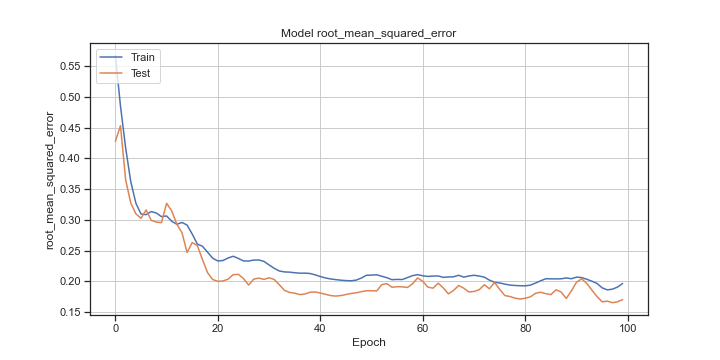 Model root_mean_squared_error
Train
Test
root_mean_squared_error
0.55
0.50
0.45
0.40
0.35
0.30
0.25
0.20
0.15
0 20 40 60 80 100
Epoch